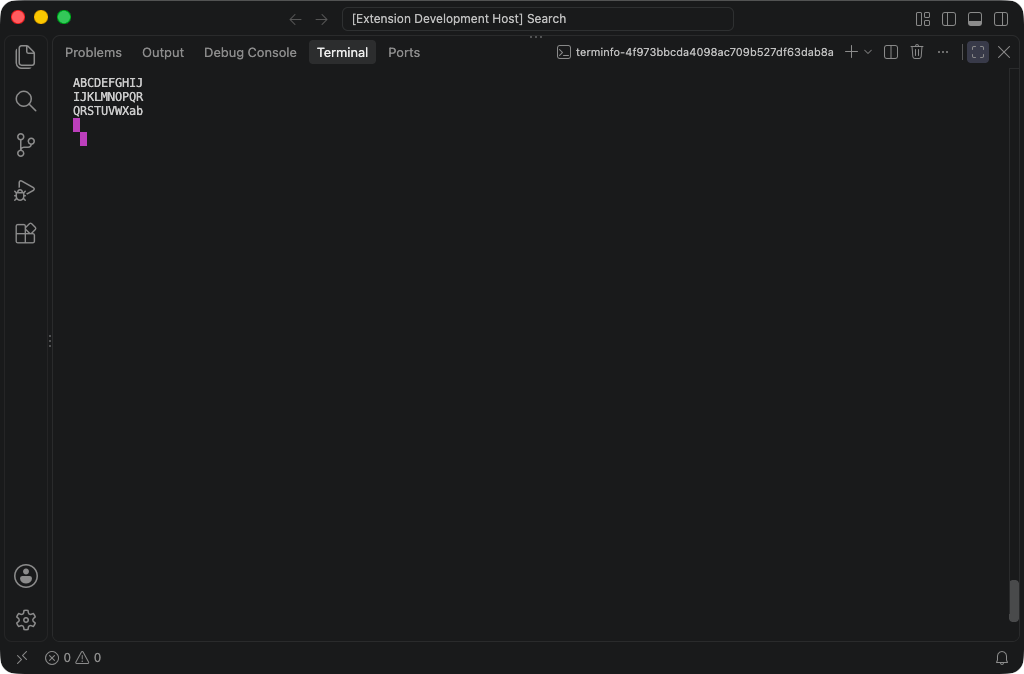 [Extension Development Host] Search
Problems Output Debug Console Terminal Ports
terminfo-4f973bbcda4098ac709b527df63dab8a
ABCDEFGHIJ
IJKLMNOPQR
QRSTUVWXab
0 0